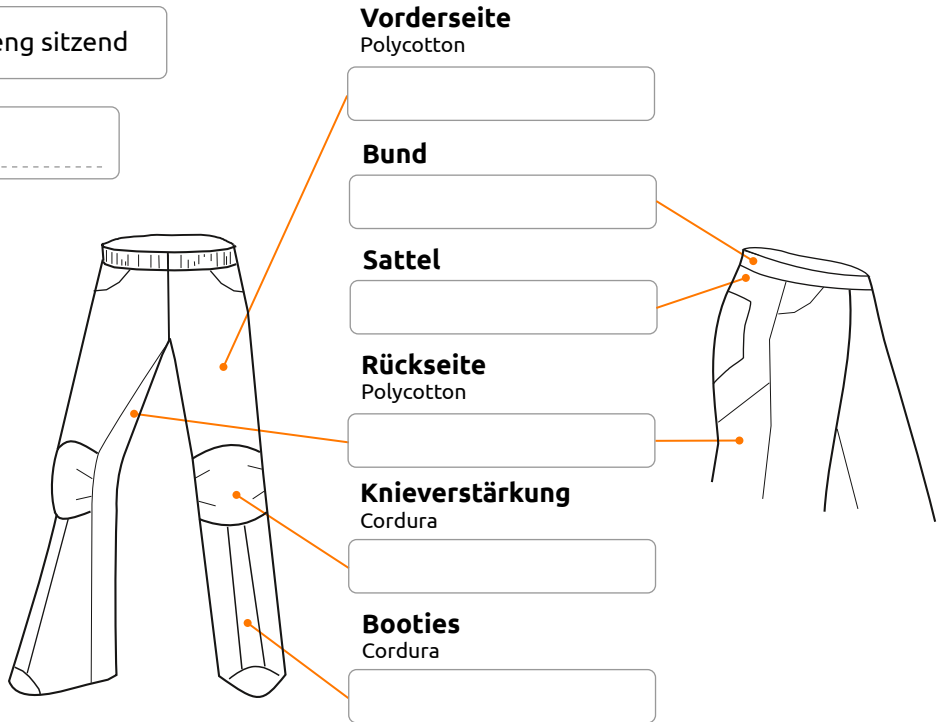 eng sitzend
Vorderseite
Polycotton
Bund
Sattel
Rückseite
Polycotton
Knieverstärkung
Cordura
Booties
Cordura